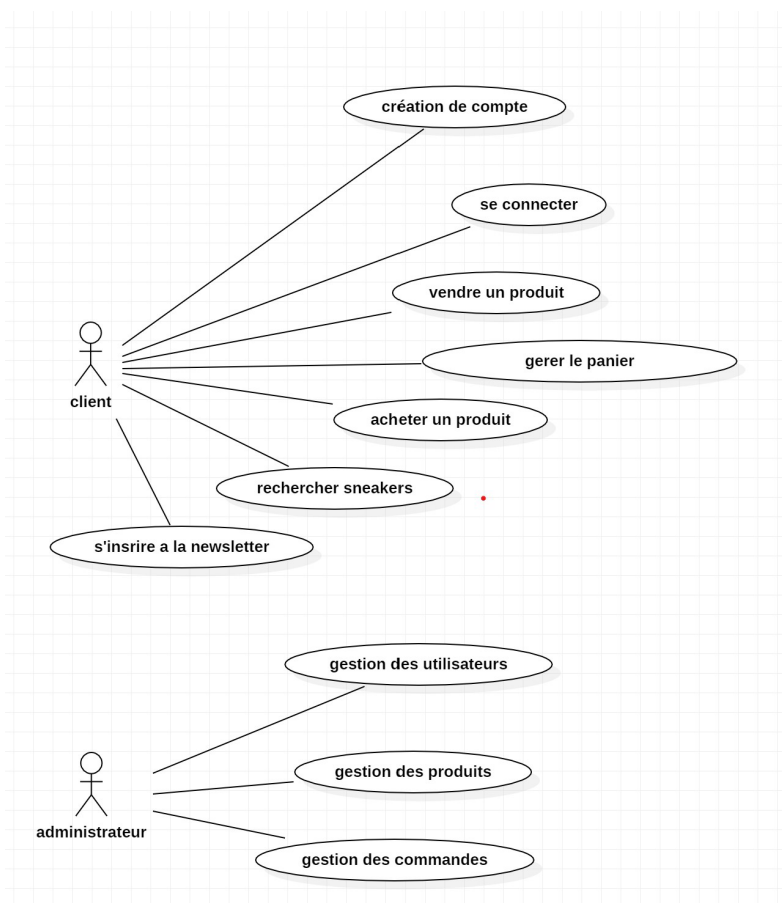 création de compte
se connecter
vendre un produit
gerer le panier
client
acheter un produit
rechercher sneakers
s'insrire a la newsletter
gestion des utilisateurs
gestion des produits
administrateur
gestion des commandes